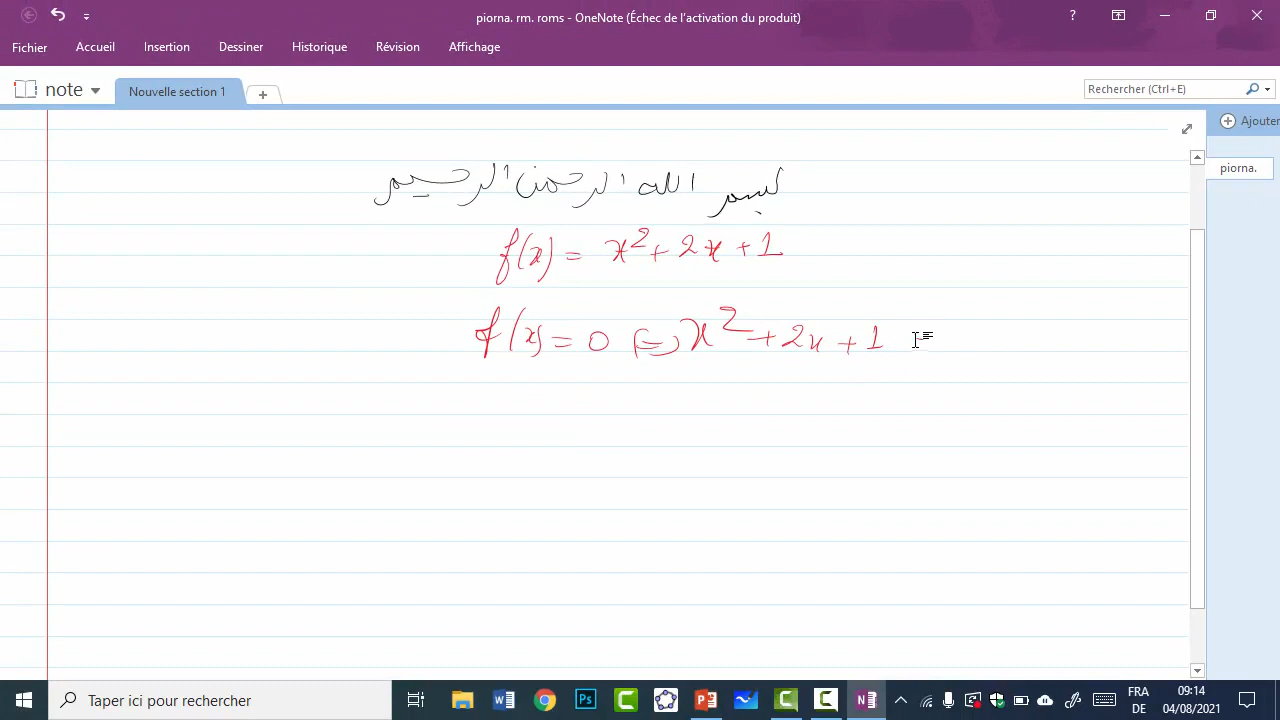 piorna. rm. roms - OneNote (Échec de l'activation du produit)
?
Fichier Accueil Insertion Dessiner Historique Révision Affichage
note
Nouvelle section 1
+
Rechercher (Ctrl+E)
Ajouter
piorna.
بسم الله الرحمن الرحيم
f(x) = x² + 2x + 1
f(x) = 0 (=) x² + 2x + 1
Taper ici pour rechercher
FRA
DE
09:14
04/08/2021